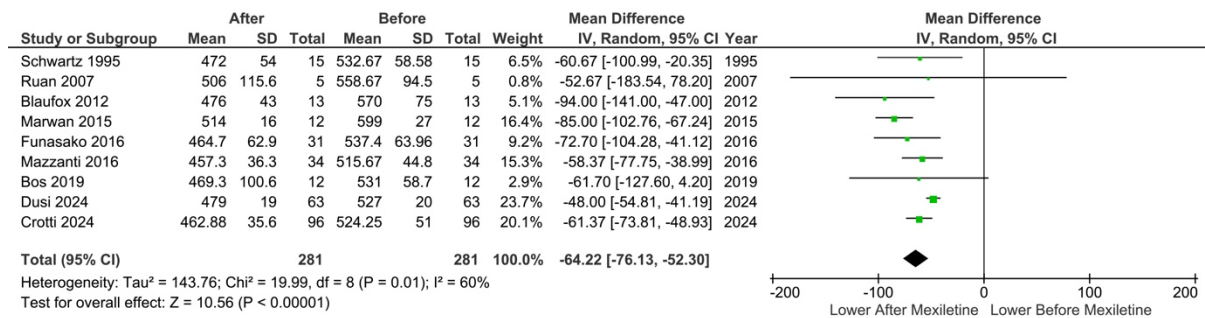 After Before Mean Difference Mean Difference
Study or Subgroup Mean SD Total Mean SD Total Weight IV, Random, 95% CI Year IV, Random, 95% CI
Schwartz 1995 472 54 15 532.67 58.58 15 6.5% -60.67 [-100.99, -20.35] 1995
Ruan 2007 506 115.6 5 558.67 94.5 5 0.8% -52.67 [-183.54, 78.20] 2007
Blaufox 2012 476 43 13 570 75 13 5.1% -94.00 [-141.00, -47.00] 2012
Marwan 2015 514 16 12 599 27 12 16.4% -85.00 [-102.76, -67.24] 2015
Funasako 2016 464.7 62.9 31 537.4 63.96 31 9.2% -72.70 [-104.28, -41.12] 2016
Mazzanti 2016 457.3 36.3 34 515.67 44.8 34 15.3% -58.37 [-77.75, -38.99] 2016
Bos 2019 469.3 100.6 12 531 58.7 12 2.9% -61.70 [-127.60, 4.20] 2019
Dusi 2024 479 19 63 527 20 63 23.7% -48.00 [-54.81, -41.19] 2024
Crotti 2024 462.88 35.6 96 524.25 51 96 20.1% -61.37 [-73.81, -48.93] 2024
Total (95% CI) 281 281 100.0% -64.22 [-76.13, -52.30]
Heterogeneity: Tau² = 143.76; Chi² = 19.99, df = 8 (P = 0.01); I² = 60%
Test for overall effect: Z = 10.56 (P < 0.00001)
-200 -100 0 100 200
Lower After Mexiletine Lower Before Mexiletine